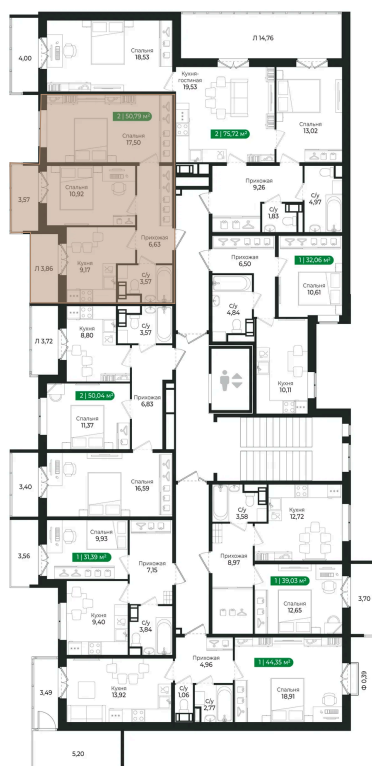 4,00
Спальня
18,53
Л 14,76
Кухня-
гостиная
19,53
2 | 75,72 м²
Спальня
13,02
2 | 50,79 м²
Спальня
17,50
3,57
Спальня
10,92
Прихожая
9,26
С/у
1,83
С/у
4,97
Прихожая
6,63
Л 3,86
Кухня
9,17
С/у
3,57
Прихожая
6,50
1 | 32,06 м²
Спальня
10,61
С/у
4,84
Л 3,72
Кухня
8,80
С/у
3,57
Кухня
10,11
2 | 50,04 м²
Спальня
11,37
Прихожая
6,83
3,40
Спальня
16,59
С/у
3,58
Кухня
12,72
3,56
Спальня
9,93
1 | 31,39 м²
Прихожая
7,15
Прихожая
8,97
1 | 39,03 м²
Спальня
12,65
3,70
Кухня
9,40
С/у
3,84
Прихожая
4,96
1 | 44,35 м²
Спальня
18,91
Ф 0,39
3,49
Кухня
13,92
С/у
1,06
С/у
2,77
5,20